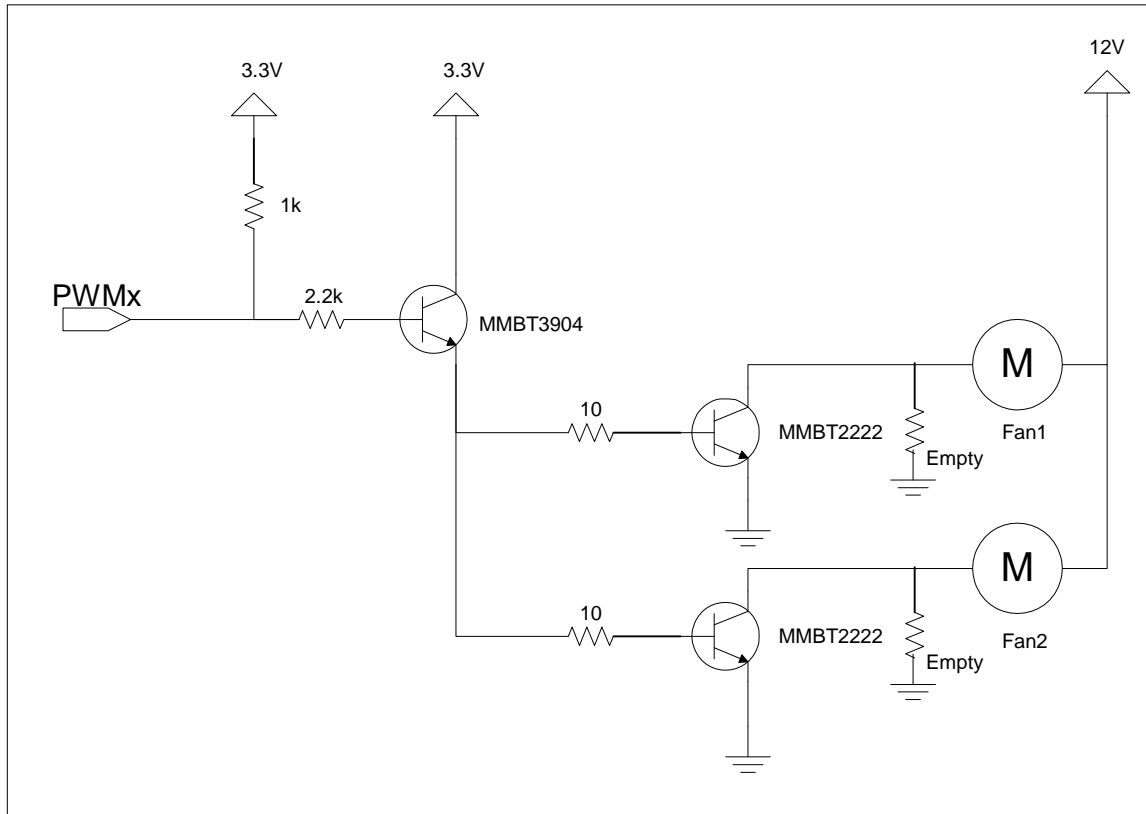 12V
3.3V
3.3V
1k
PWMx
2.2k
MMBT3904
M
10
MMBT2222
Fan1
Empty
M
10
MMBT2222
Fan2
Empty